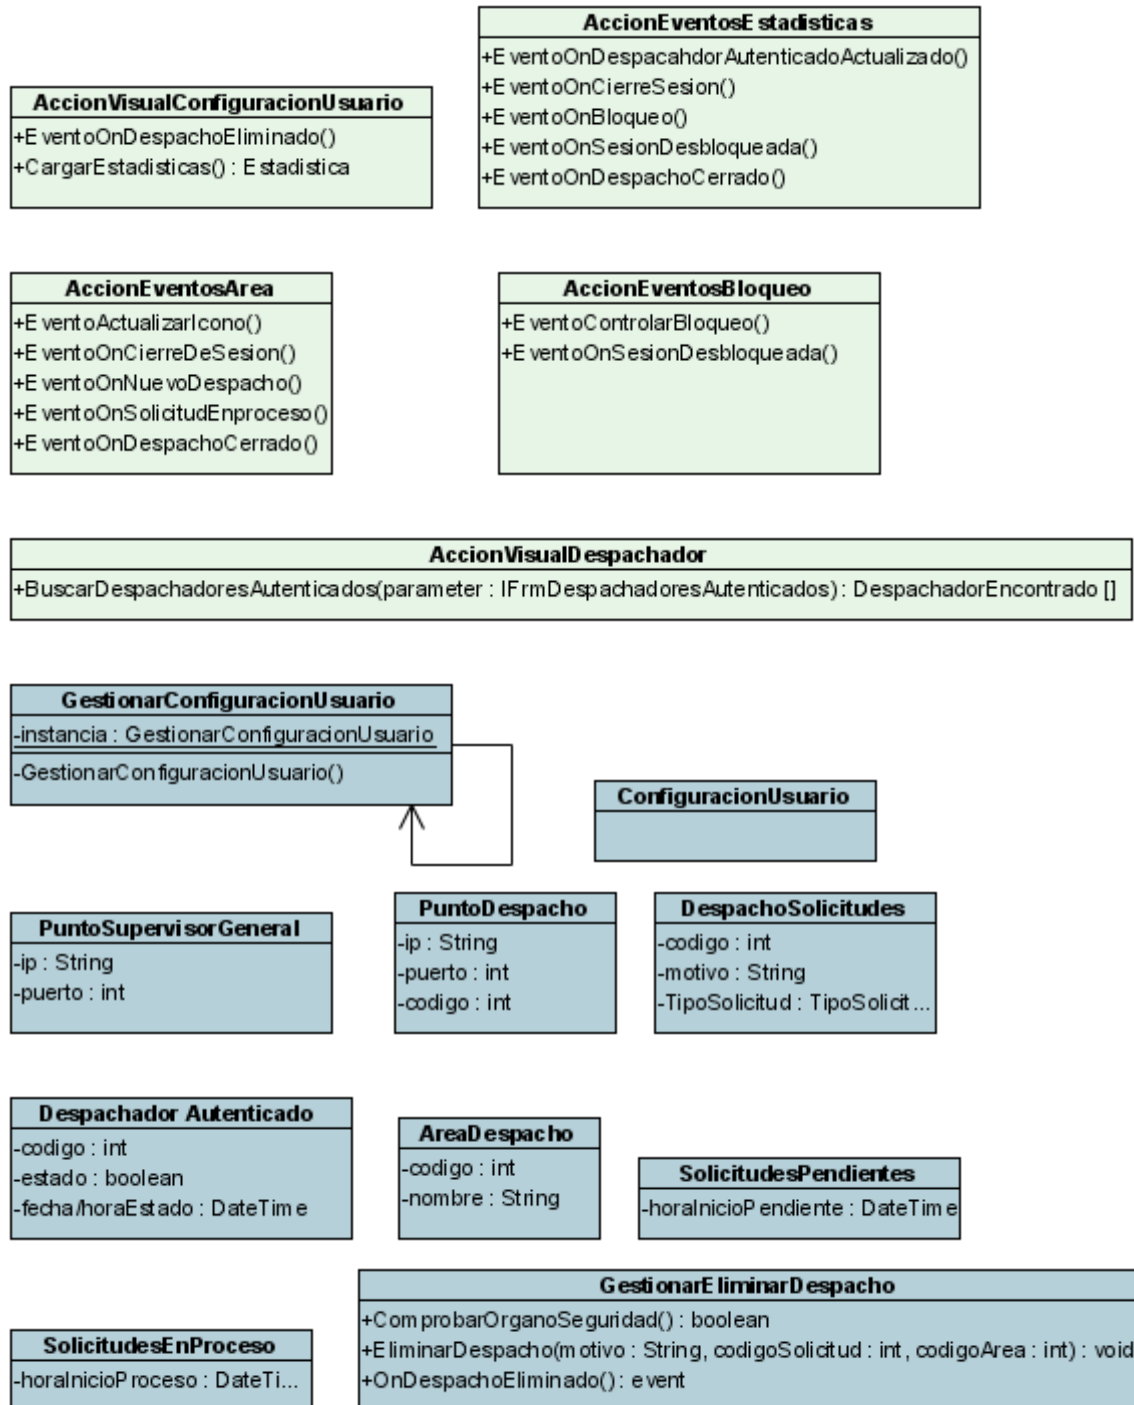 AccionEventosEstadisticas
+EventoOnDespacahdorAutenticadoActualizado()
+EventoOnCierreSesion()
+EventoOnBloqueo()
+EventoOnSesionDesbloqueada()
+EventoOnDespachoCerrado()
AccionVisualConfiguracionUsuario
+EventoOnDespachoEliminado()
+CargarEstadisticas() : Estadistica
AccionEventosArea
+EventoActualizarIcono()
+EventoOnCierreDeSesion()
+EventoOnNuevoDespacho()
+EventoOnSolicitudEnproceso()
+EventoOnDespachoCerrado()
AccionEventosBloqueo
+EventoControlarBloqueo()
+EventoOnSesionDesbloqueada()
AccionVisualDespachador
+BuscarDespachadoresAutenticados(parameter : IFrmDespachadoresAutenticados) : DespachadorEncontrado []
GestionarConfiguracionUsuario
-instancia : GestionarConfiguracionUsuario
-GestionarConfiguracionUsuario()
ConfiguracionUsuario
PuntoSupervisorGeneral
-ip : String
-puerto : int
PuntoDespacho
-ip : String
-puerto : int
-codigo : int
DespachoSolicitudes
-codigo : int
-motivo : String
-TipoSolicitud : TipoSolicit...
Despachador Autenticado
-codigo : int
-estado : boolean
-fecha/horaEstado : DateTime
AreaDespacho
-codigo : int
-nombre : String
SolicitudesPendientes
-horaInicioPendiente : DateTime
SolicitudesEnProceso
-horaInicioProceso : DateTi...
GestionarEliminarDespacho
+ComprobarOrganoSeguridad() : boolean
+EliminarDespacho(motivo : String, codigoSolicitud : int, codigoArea : int) : void
+OnDespachoEliminado() : event